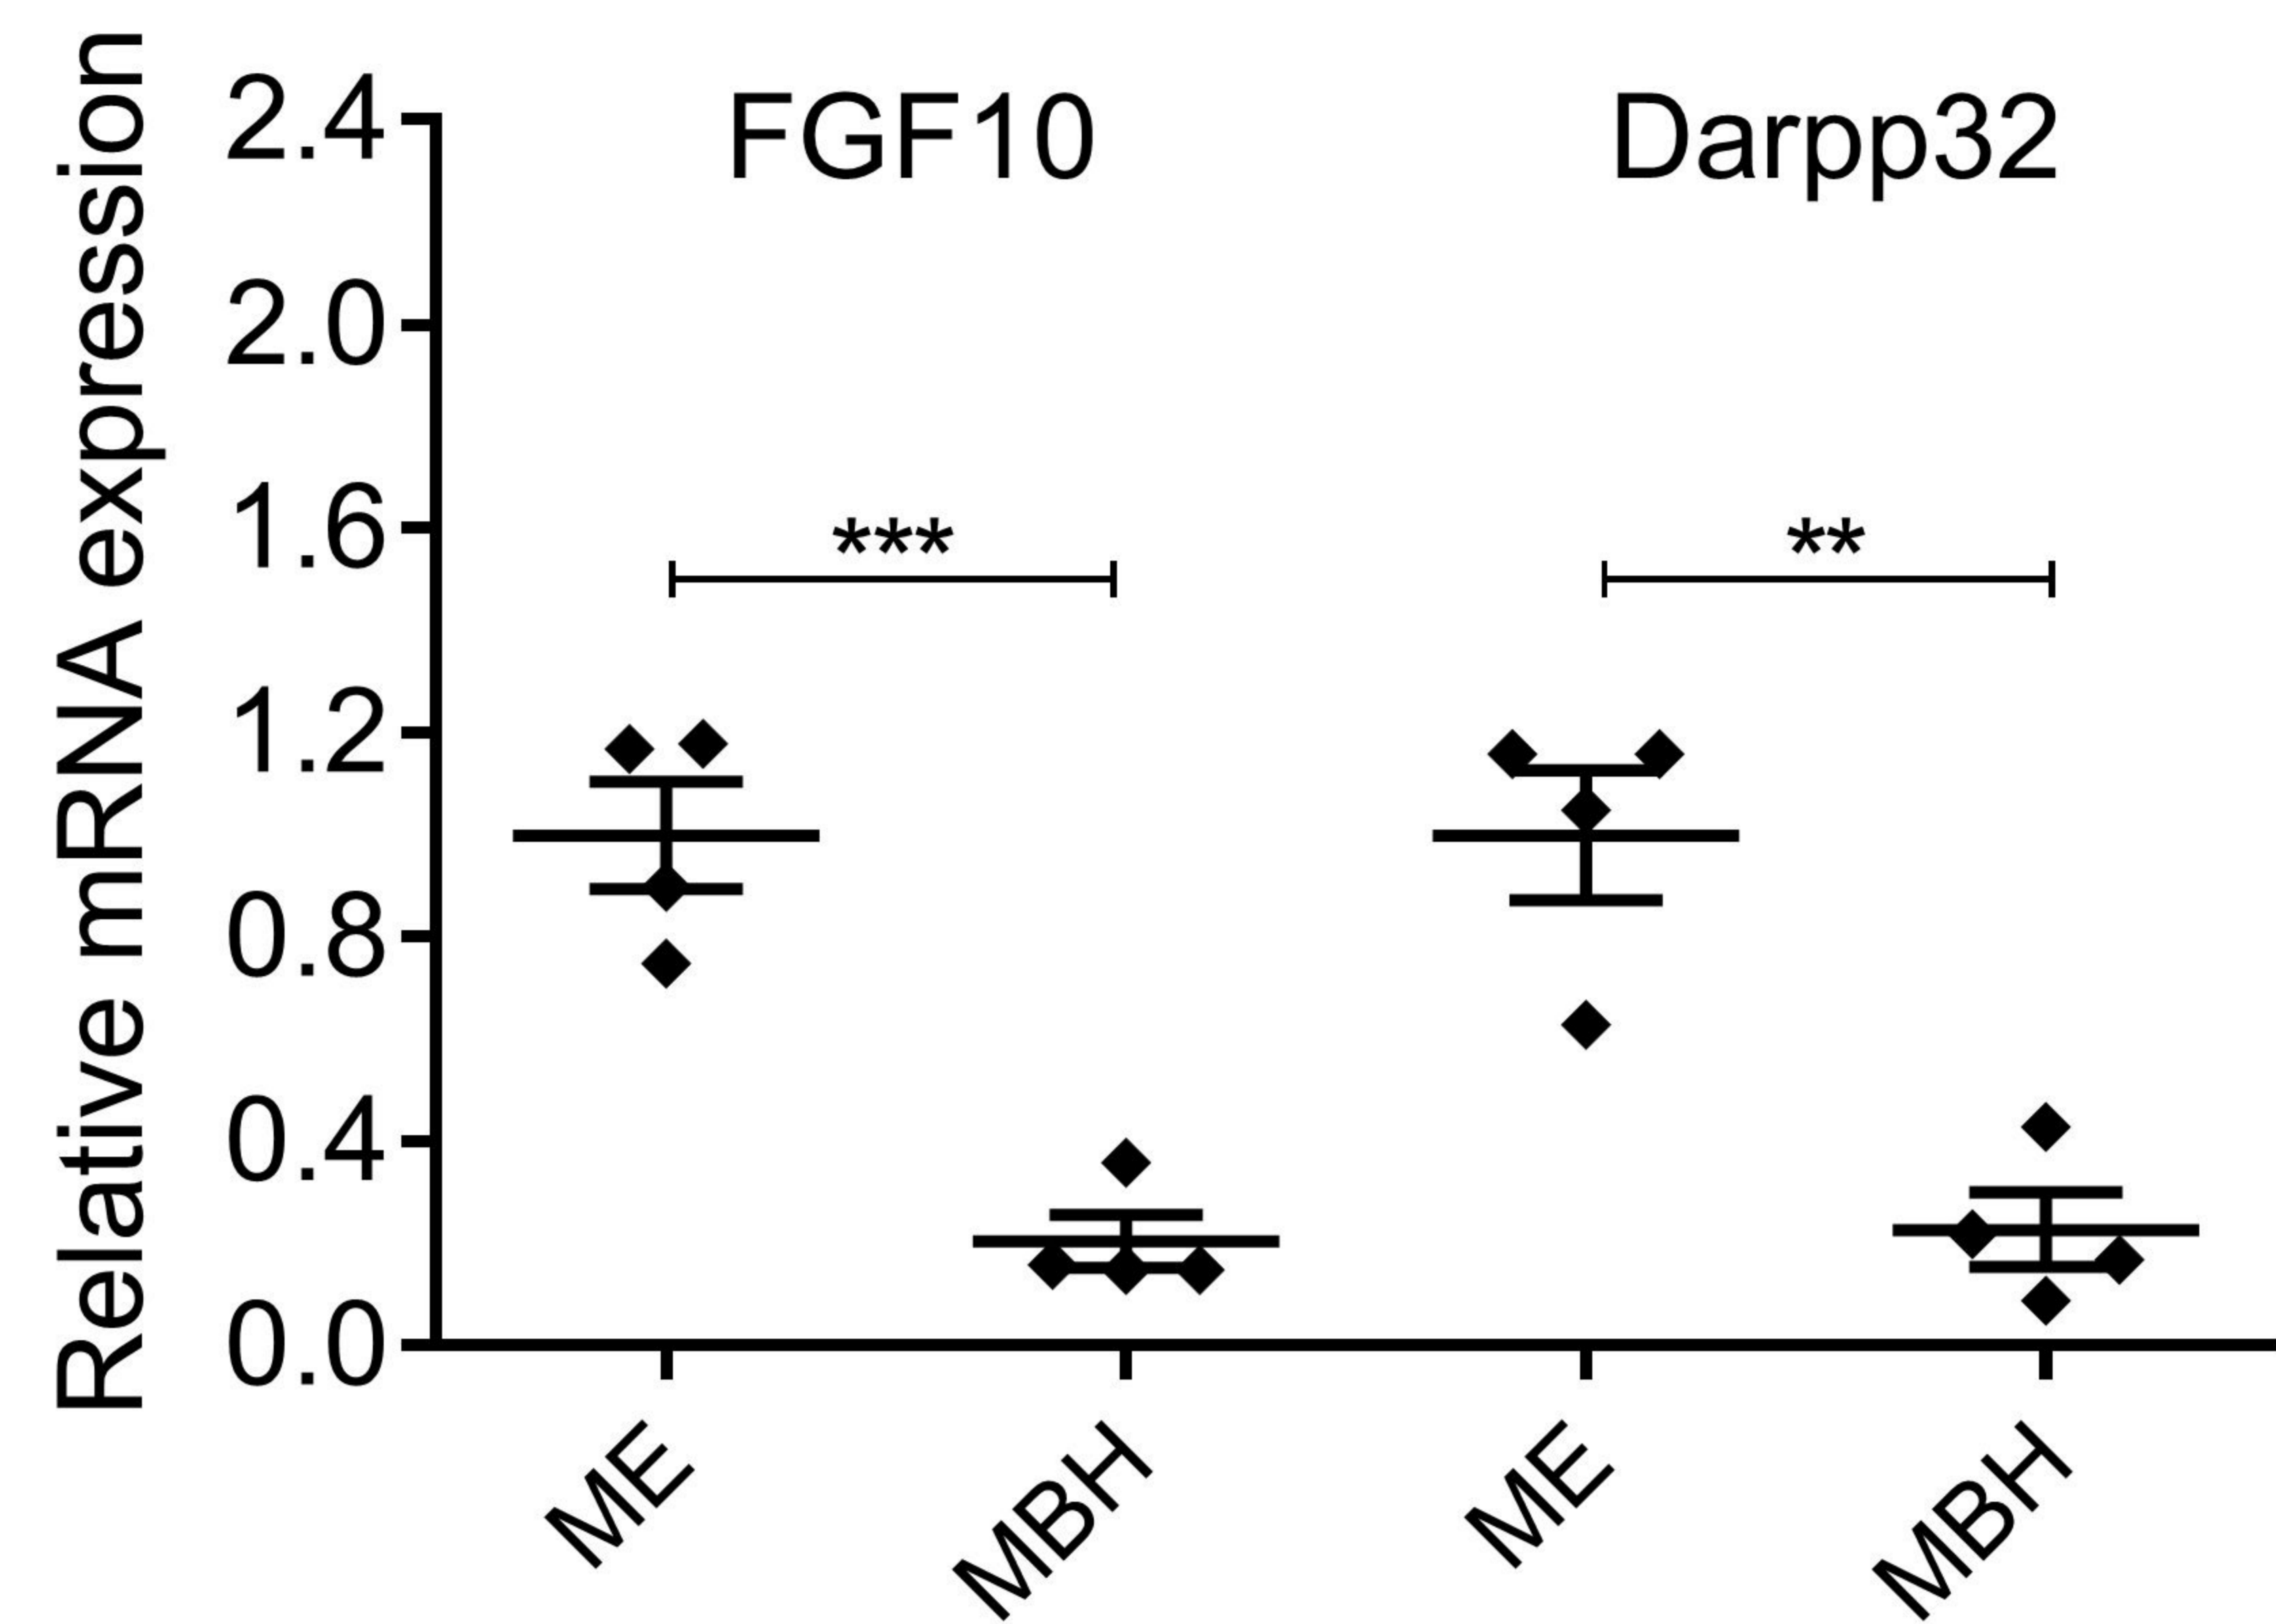 Relative mRNA expression
2.4
2.0
1.6
1.2
0.8
0.4
0.0
FGF10
Darpp32
***
**
ME
MBH
ME
MBH